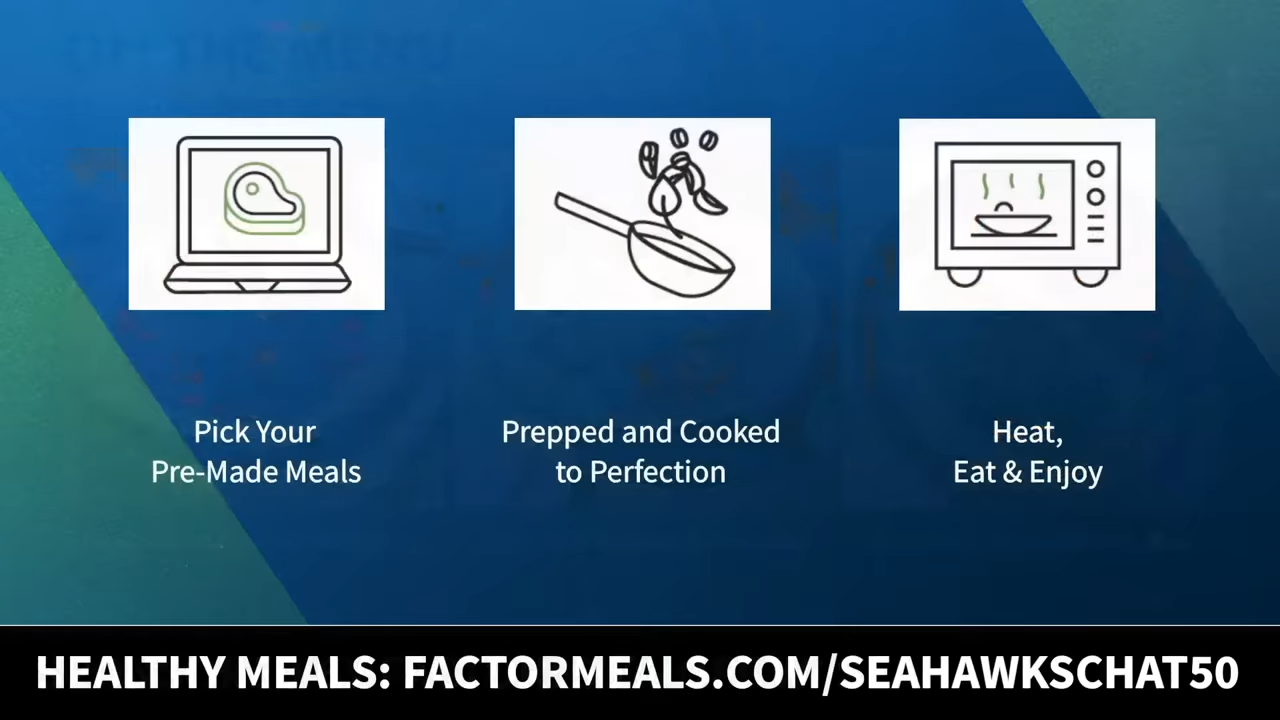 Pick Your
Pre-Made Meals
Prepped and Cooked
to Perfection
Heat,
Eat & Enjoy
HEALTHY MEALS: FACTORMEALS.COM/SEAHAWKSCHAT50